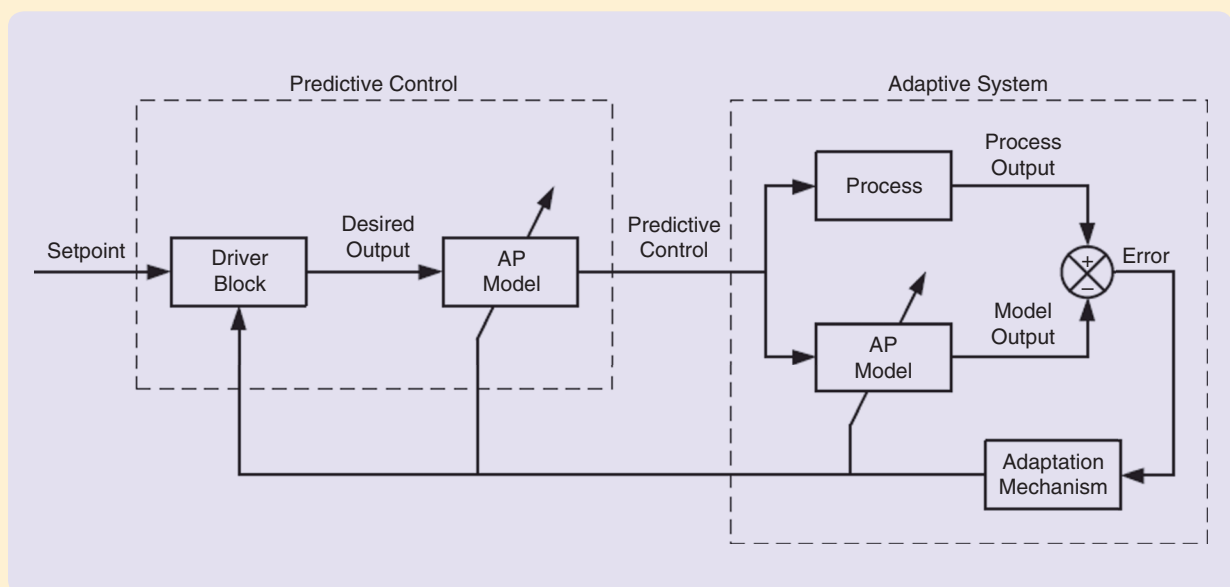 Predictive Control
Adaptive System
Setpoint
Driver
Block
Desired
Output
AP
Model
Predictive
Control
Process
Process
Output
AP
Model
Model
Output
+
−
Error
Adaptation
Mechanism